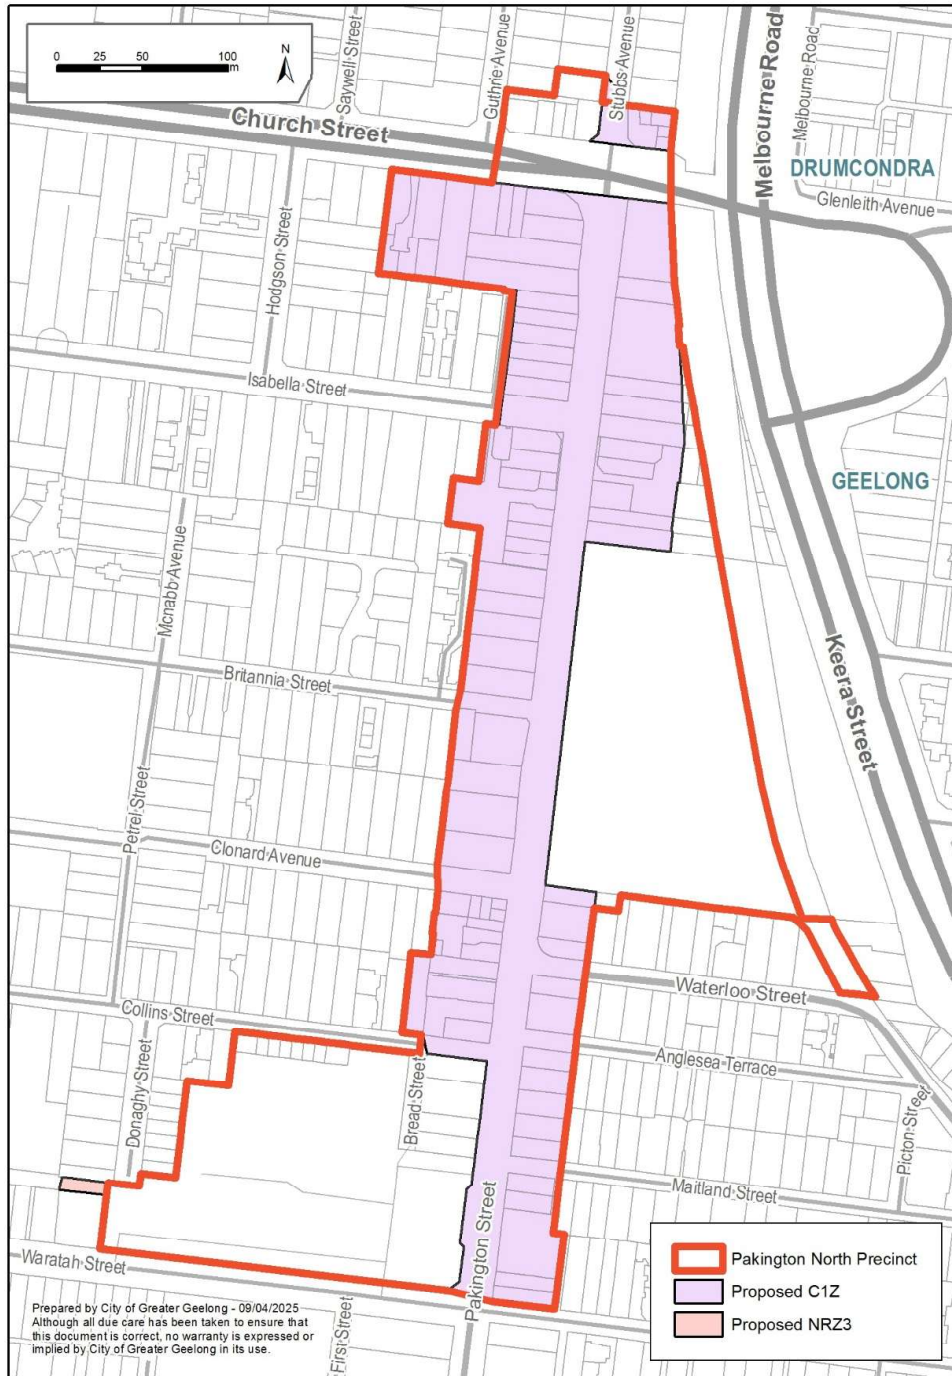 0 25 50 100
m
N
Saywell Street
Guthrie Avenue
Stubbs Avenue
Melbourne Road
Melbourne Road
Church Street
DRUMCONDRA
Glenleith Avenue
Hodgson Street
Isabella Street
GEELONG
Mcnabb Avenue
Britannia Street
Keera Street
Petrel Street
Clonard Avenue
Waterloo Street
Collins Street
Anglesea Terrace
Donaghy Street
Bread Street
Picton Street
Maitland Street
Pakington Street
Waratah Street
First Street
Pakington North Precinct
Proposed C1Z
Proposed NRZ3
Prepared by City of Greater Geelong - 09/04/2025
Although all due care has been taken to ensure that
this document is correct, no warranty is expressed or
implied by City of Greater Geelong in its use.